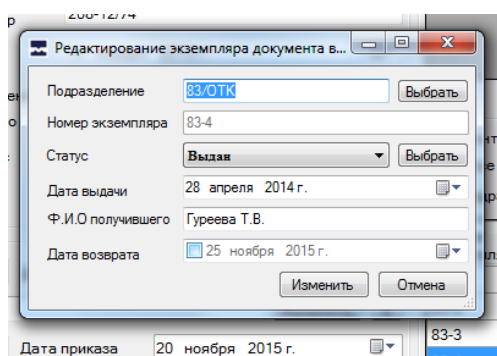 208-12/74
Редактирование экземпляра документа в...
Подразделение 83/ОТК Выбрать
Номер экземпляра 83-4
Статус Выдан Выбрать
Дата выдачи 28 апреля 2014 г.
Ф.И.О получившего Гуреева Т.В.
Дата возврата 25 ноября 2015 г.
Изменить Отмена
83-3
Дата приказа 20 ноября 2015 г.